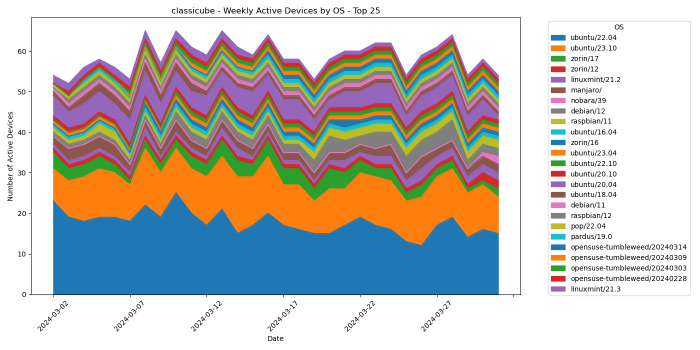 classicube - Weekly Active Devices by OS - Top 25
Number of Active Devices
60
50
40
30
20
10
0
2024-03-02
2024-03-07
2024-03-12
2024-03-17
2024-03-22
2024-03-27
Date
OS
ubuntu/22.04
ubuntu/23.10
zorin/17
zorin/12
linuxmint/21.2
manjaro/
nobara/39
debian/12
raspbian/11
ubuntu/16.04
zorin/16
ubuntu/23.04
ubuntu/22.10
ubuntu/20.10
ubuntu/20.04
ubuntu/18.04
debian/11
raspbian/12
pop/22.04
pardus/19.0
opensuse-tumbleweed/20240314
opensuse-tumbleweed/20240309
opensuse-tumbleweed/20240303
opensuse-tumbleweed/20240228
linuxmint/21.3